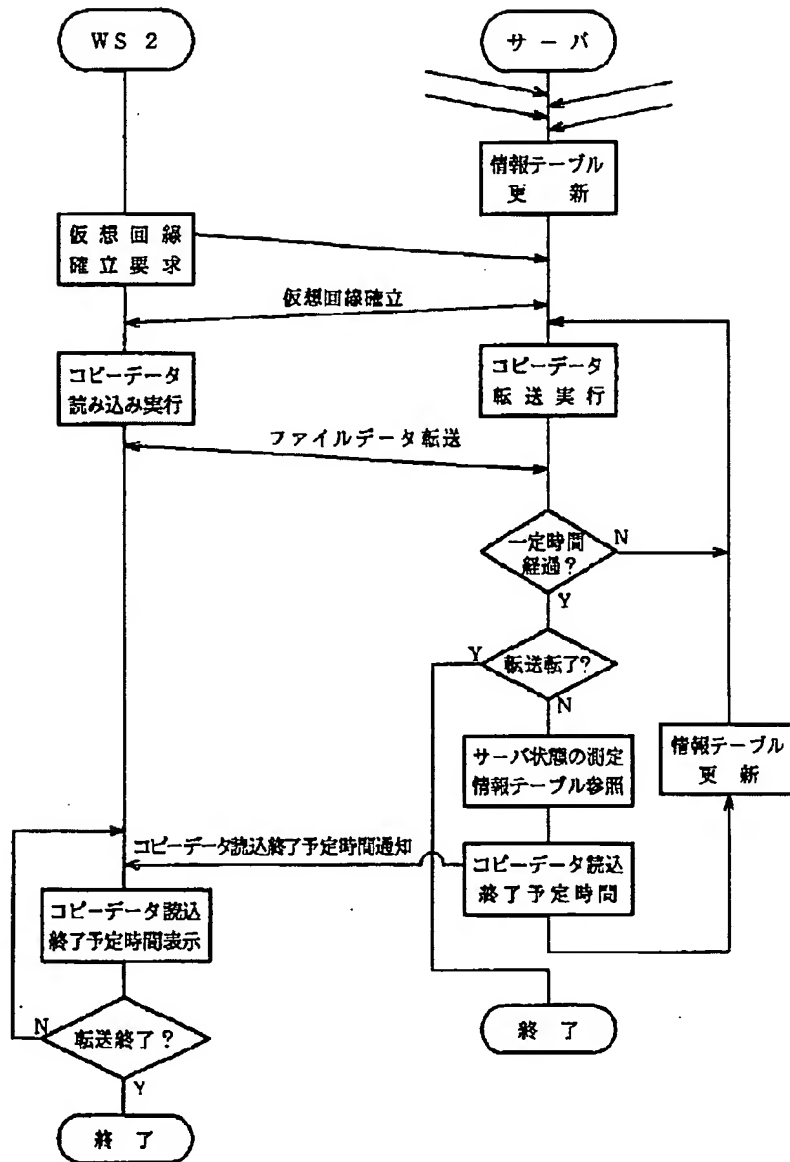 WS 2
サーバ
情報テーブル
更 新
仮想回線
確立要求
仮想回線確立
コピーデータ
読み込み実行
コピーデータ
転送実行
ファイルデータ転送
一定時間
経過?
N
Y
転送転了?
Y
N
サーバ状態の測定
情報テーブル参照
情報テーブル
更 新
コピーデータ読込終了予定時間通知
コピーデータ読込
終了予定時間
コピーデータ読込
終了予定時間表示
転送終了?
N
Y
終 了
終 了